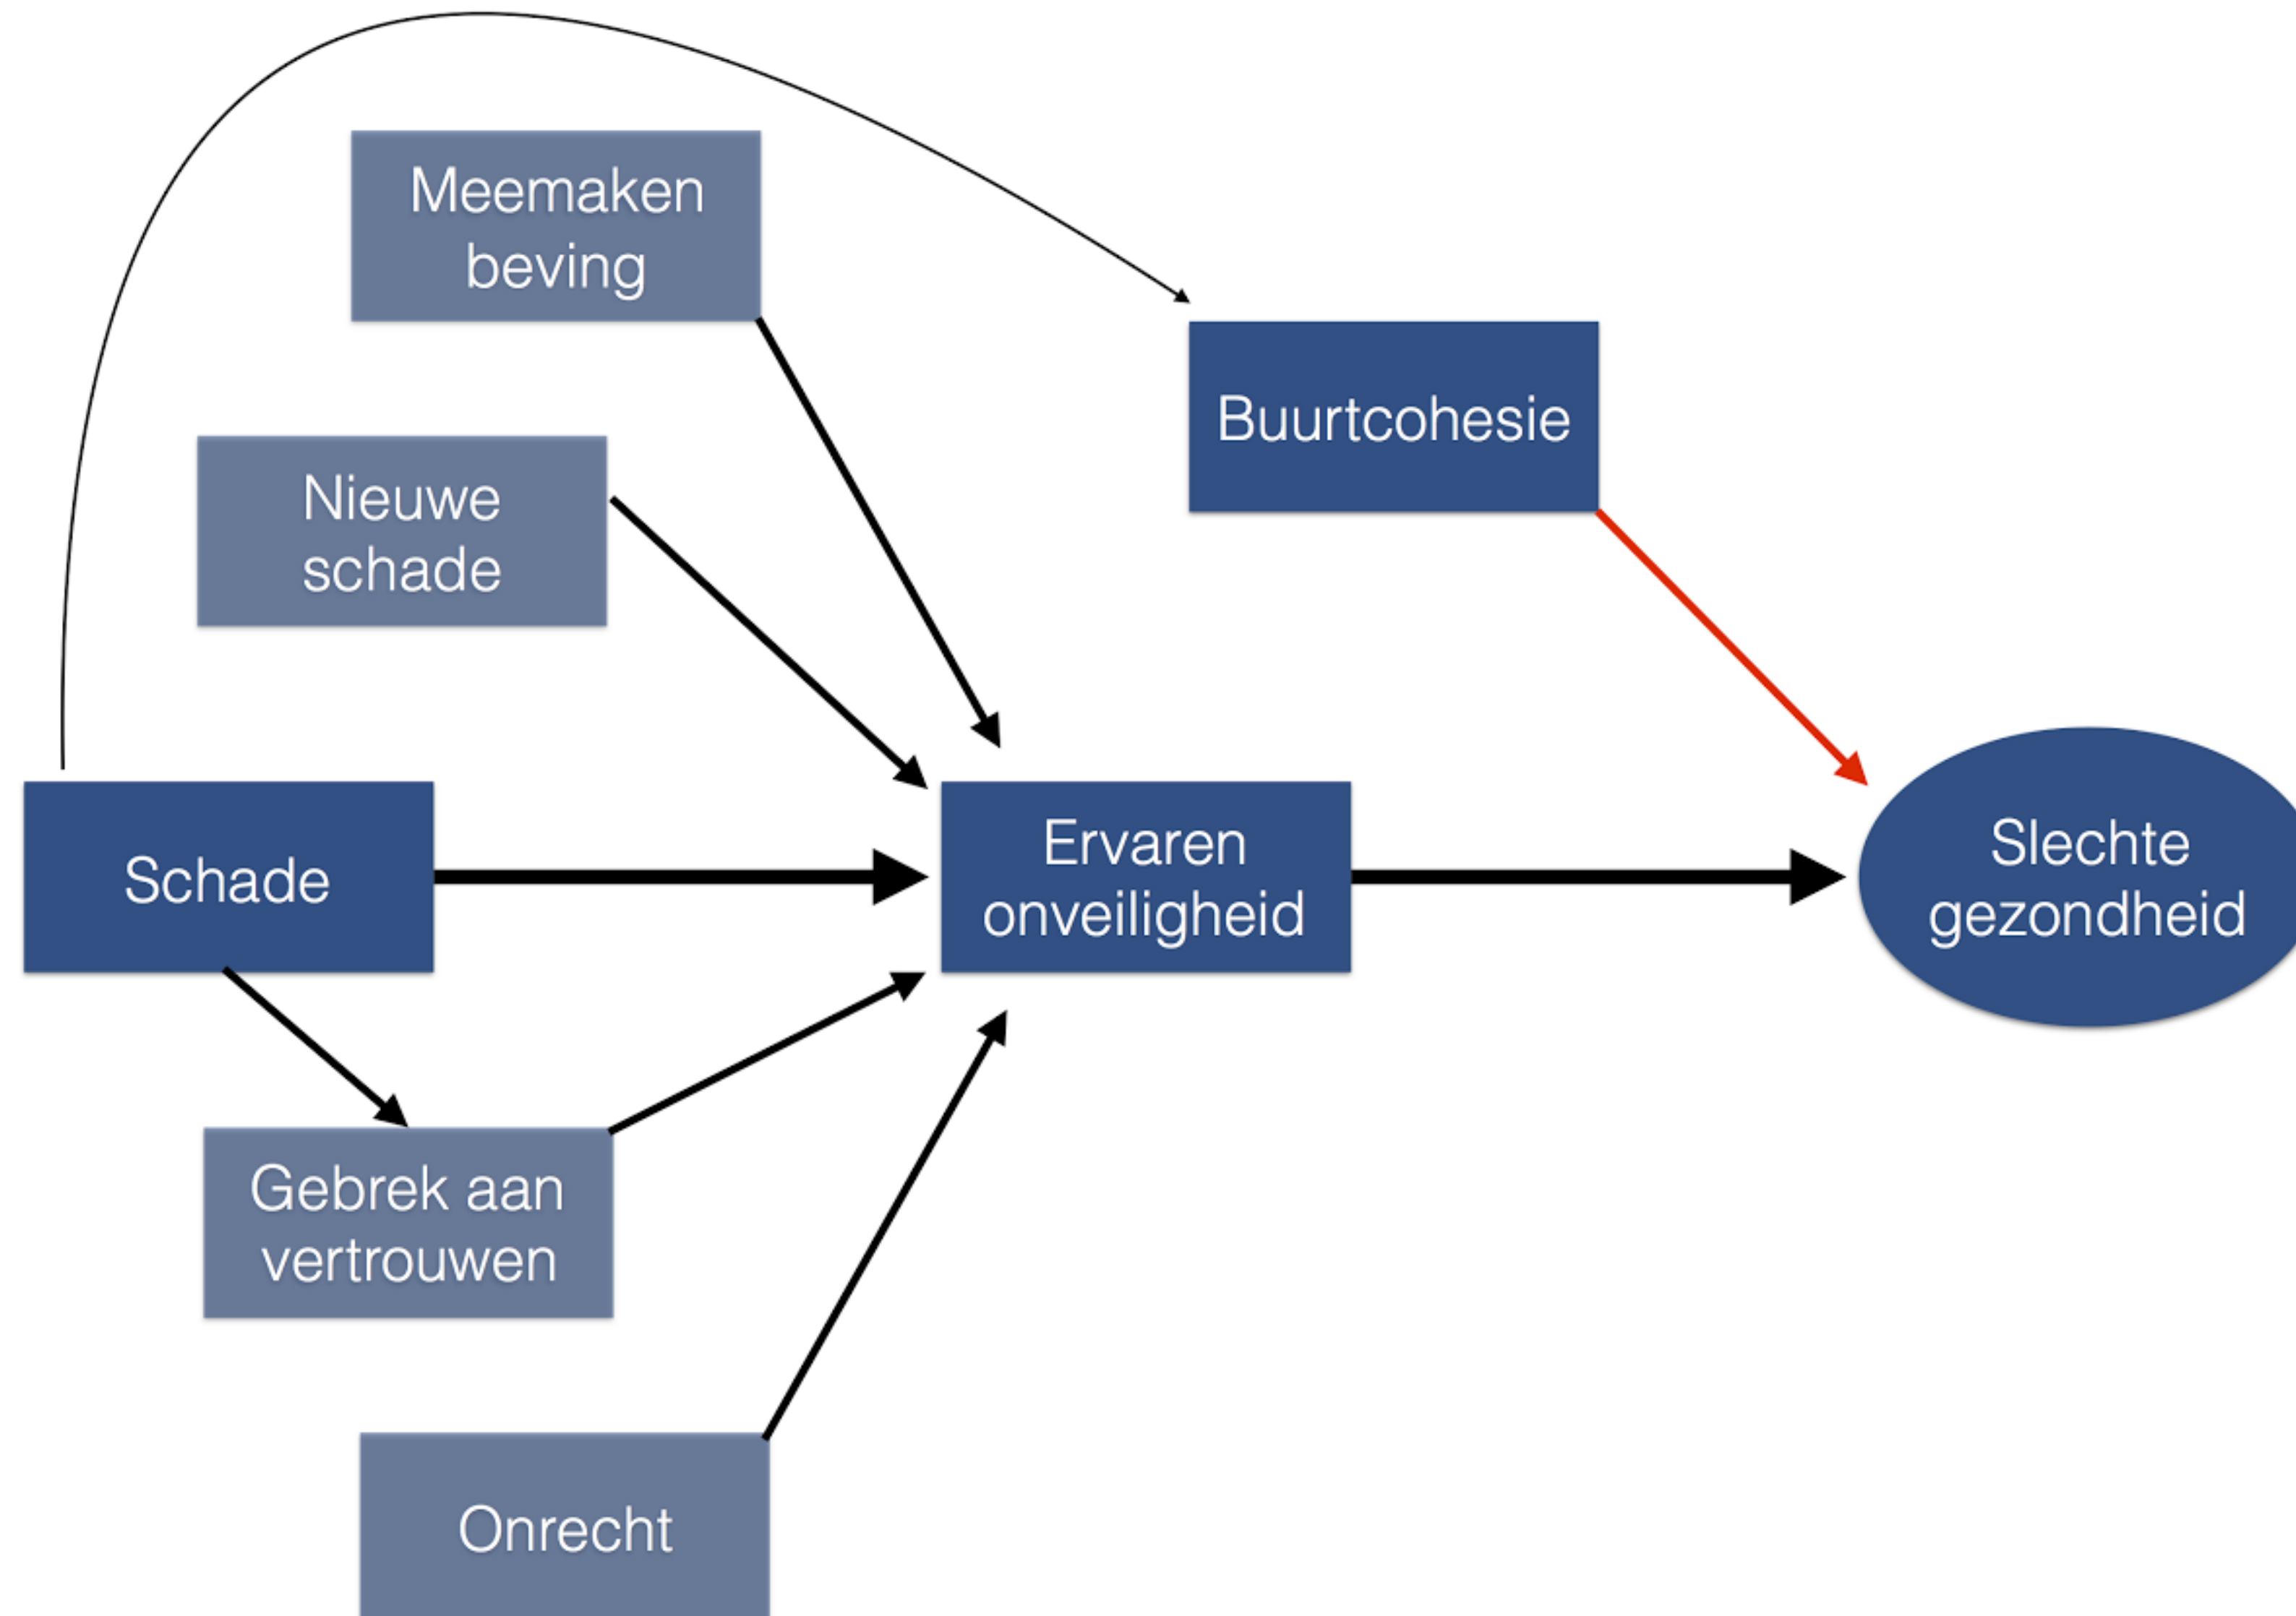 Meemaken
beving
Buurtcohesie
Nieuwe
schade
Schade
Ervaren
onveiligheid
Slechte
gezondheid
Gebrek aan
vertrouwen
Onrecht